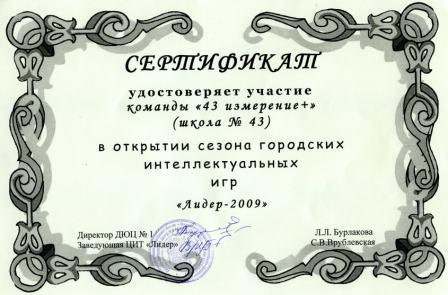 СЕРТИФИКАТ
удостоверяет участие
команды «43 измерение+»
(школа № 43)
в открытии сезона городских
интеллектуальных
игр
«Лидер-2009»
Директор ДЮЦ № 1 Л.Л. Бурлакова
Заведующая ЦИТ «Лидер» С.В.Врублевская